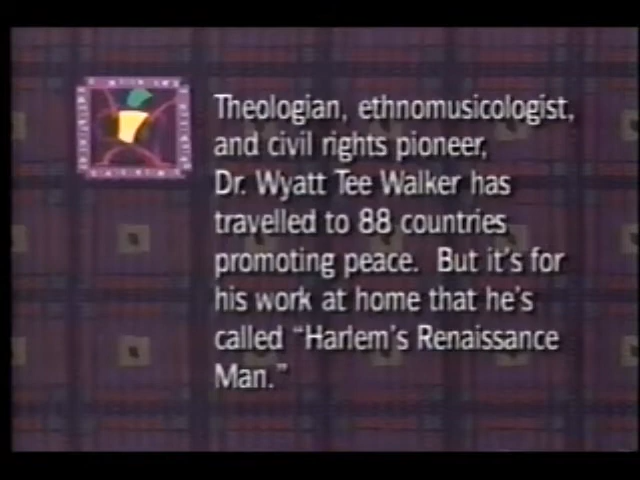 Theologian, ethnomusicologist,
and civil rights pioneer,
Dr. Wyatt Tee Walker has
travelled to 88 countries
promoting peace. But it's for
his work at home that he's
called “Harlem's Renaissance
Man.”